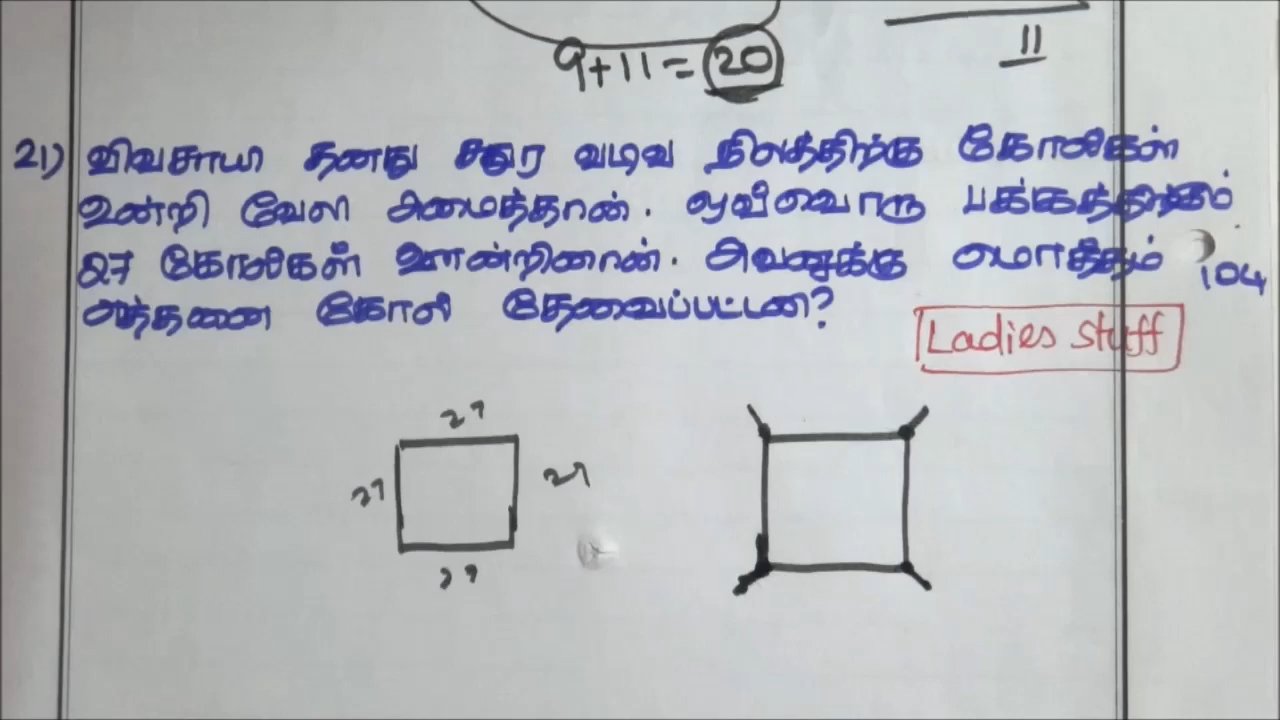 11
9+11=20
21) விவசாயி தனது சதுர வடிவ நிலத்திற்கு கோலிகள்
ஊன்றி வேலி அமைத்தான். ஒவ்வொரு பக்கத்திற்கும்
27 கோலிகள் ஊன்றினான். அவனுக்கு மொத்தம்
எத்தனை கோலி தேவைப்பட்டன?
104
Ladies stuff
27
27
27
27